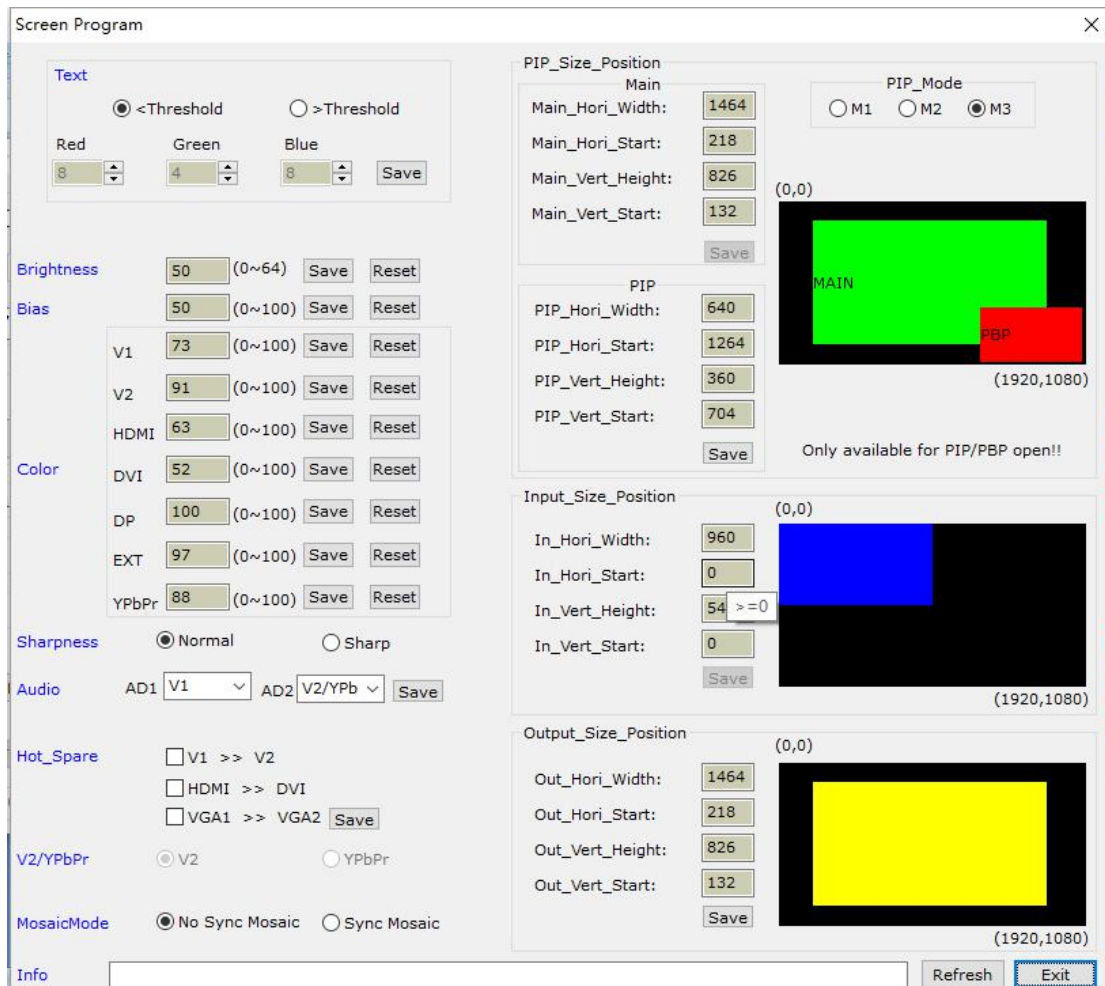 Screen Program
Text
<Threshold >Threshold
Red Green Blue
8 4 8 Save
Brightness 50 (0~64) Save Reset
Bias 50 (0~100) Save Reset
Color
V1 73 (0~100) Save Reset
V2 91 (0~100) Save Reset
HDMI 63 (0~100) Save Reset
DVI 52 (0~100) Save Reset
DP 100 (0~100) Save Reset
EXT 97 (0~100) Save Reset
YPbPr 88 (0~100) Save Reset
Sharpness Normal Sharp
Audio AD1 V1 AD2 V2/YPb Save
Hot_Spare V1 >> V2
HDMI >> DVI
VGA1 >> VGA2 Save
V2/YPbPr V2 YPbPr
MosaicMode No Sync Mosaic Sync Mosaic
Info
PIP_Size_Position
Main
Main_Hori_Width: 1464
Main_Hori_Start: 218
Main_Vert_Height: 826
Main_Vert_Start: 132
Save
PIP
PIP_Hori_Width: 640
PIP_Hori_Start: 1264
PIP_Vert_Height: 360
PIP_Vert_Start: 704
Save
PIP_Mode
M1 M2 M3
(0,0)
MAIN
PBP
(1920,1080)
Only available for PIP/PBP open!!
Input_Size_Position
In_Hori_Width: 960
In_Hori_Start: 0
In_Vert_Height: 54
>=0
In_Vert_Start: 0
Save
(0,0)
(1920,1080)
Output_Size_Position
Out_Hori_Width: 1464
Out_Hori_Start: 218
Out_Vert_Height: 826
Out_Vert_Start: 132
Save
(0,0)
(1920,1080)
Refresh Exit